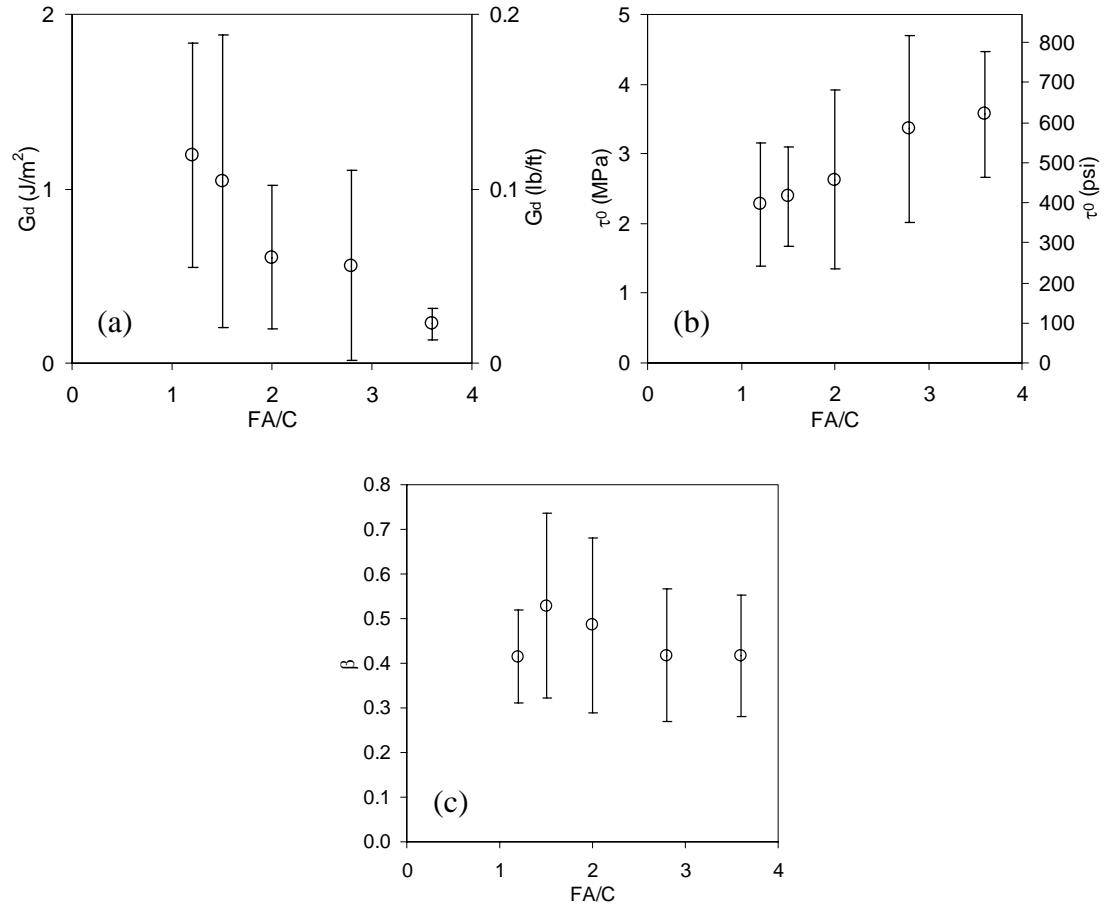 2
1
0
Gd (J/m2)
0.2
0.1
0
Gd (lb/ft)
(a)
0 1 2 3 4
FA/C
5
4
3
2
1
0
τ0 (MPa)
800
700
600
500
400
300
200
100
0
τ0 (psi)
(b)
0 1 2 3 4
FA/C
0.8
0.7
0.6
0.5
0.4
0.3
0.2
0.1
0.0
β
(c)
0 1 2 3 4
FA/C